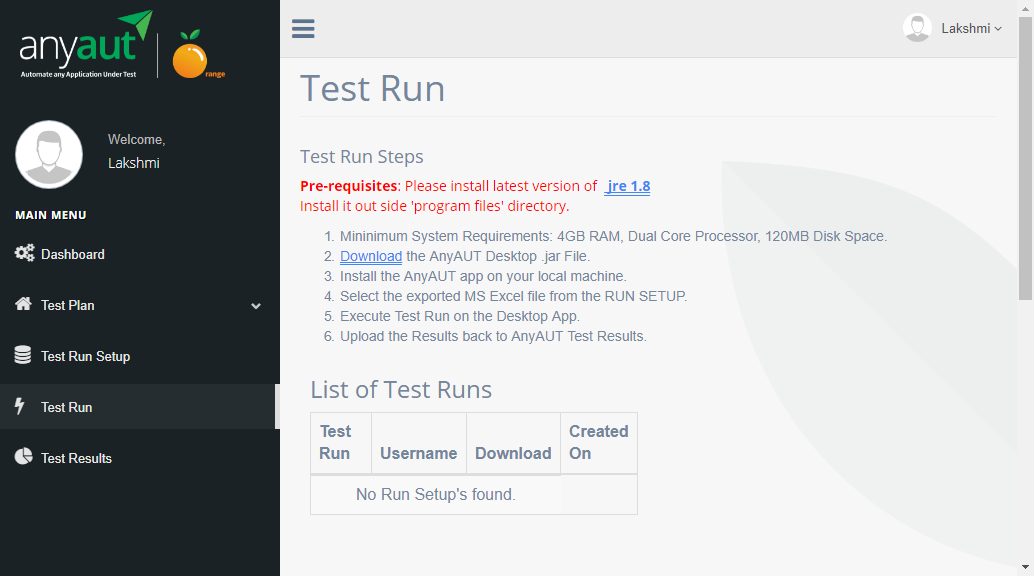 anyaut
Automate any Application Under Test
range
Welcome,
Lakshmi
MAIN MENU
Dashboard
Test Plan
Test Run Setup
Test Run
Test Results
Lakshmi
Test Run
Test Run Steps
Pre-requisites: Please install latest version of jre 1.8
Install it out side 'program files' directory.
1. Mininimum System Requirements: 4GB RAM, Dual Core Processor, 120MB Disk Space.
2. Download the AnyAUT Desktop .jar File.
3. Install the AnyAUT app on your local machine.
4. Select the exported MS Excel file from the RUN SETUP.
5. Execute Test Run on the Desktop App.
6. Upload the Results back to AnyAUT Test Results.
List of Test Runs
Test Run Username Download Created On
No Run Setup's found.